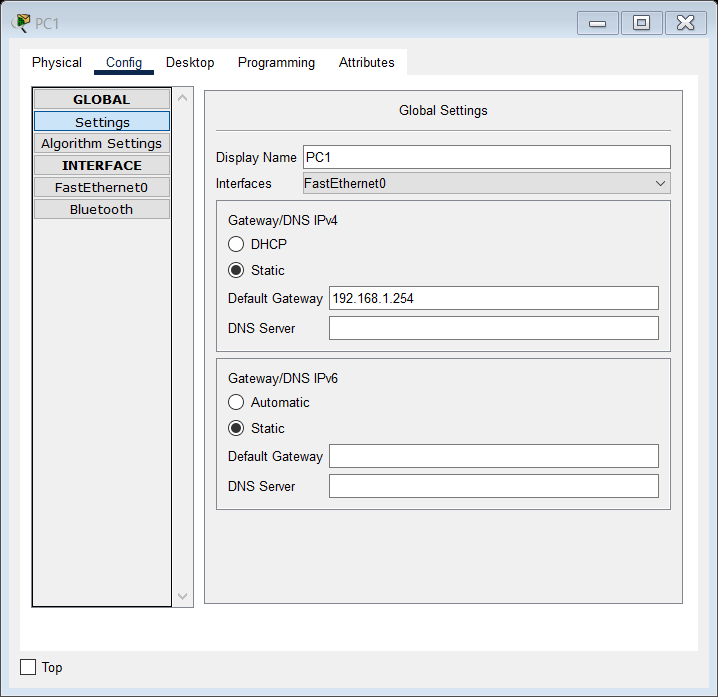 PC1
Physical Config Desktop Programming Attributes
GLOBAL
Settings
Algorithm Settings
INTERFACE
FastEthernet0
Bluetooth
Global Settings
Display Name PC1
Interfaces FastEthernet0
Gateway/DNS IPv4
DHCP
Static
Default Gateway 192.168.1.254
DNS Server
Gateway/DNS IPv6
Automatic
Static
Default Gateway
DNS Server
Top